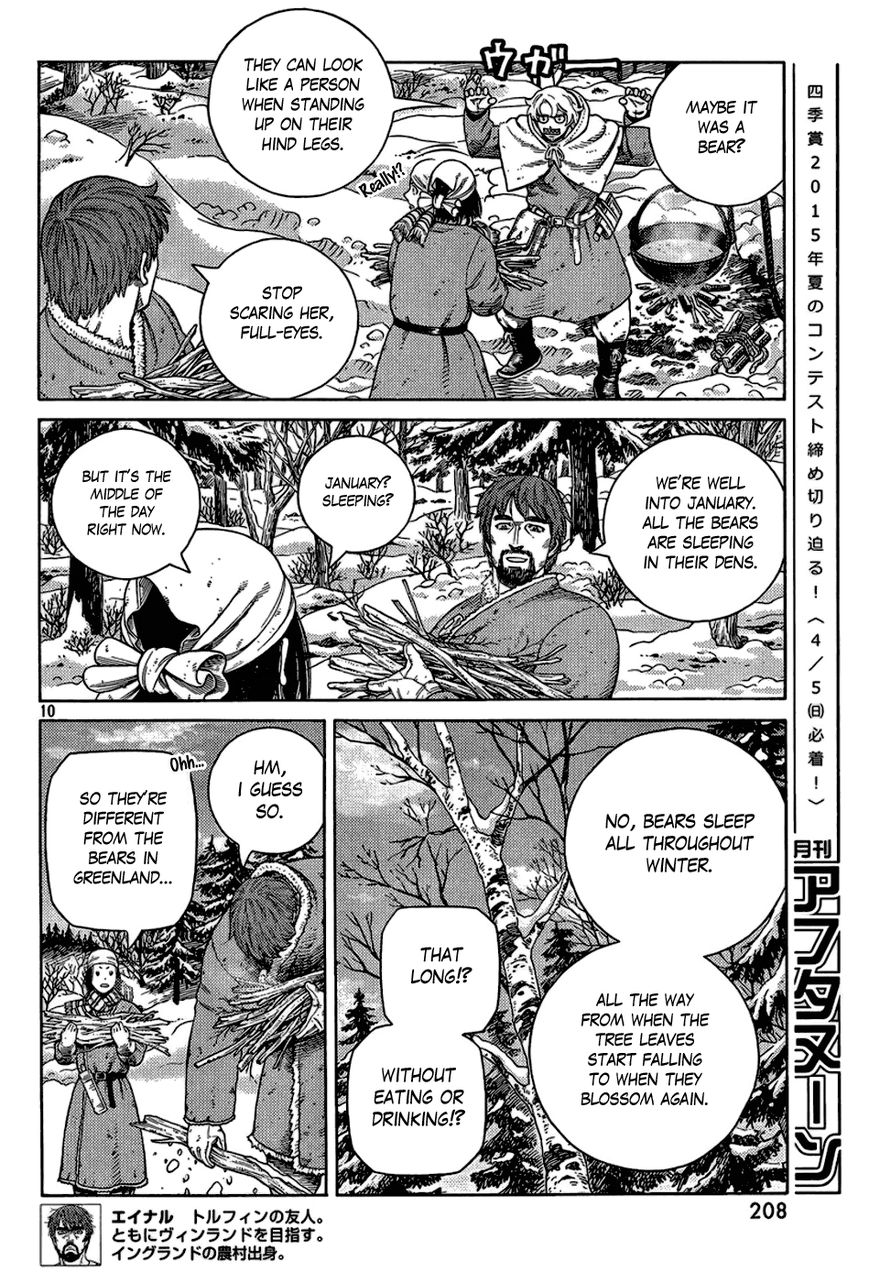 ウガー
MAYBE IT
WAS A
BEAR?
THEY CAN LOOK
LIKE A PERSON
WHEN STANDING
UP ON THEIR
HIND LEGS.
Really!?
STOP
SCARING HER,
FULL-EYES.
WE'RE WELL
INTO JANUARY.
ALL THE BEARS
ARE SLEEPING
IN THEIR DENS.
JANUARY?
SLEEPING?
BUT IT'S THE
MIDDLE OF
THE DAY
RIGHT NOW.
NO, BEARS SLEEP
ALL THROUGHOUT
WINTER.
ALL THE WAY
FROM WHEN THE
TREE LEAVES
START FALLING
TO WHEN THEY
BLOSSOM AGAIN.
THAT
LONG!?
WITHOUT
EATING OR
DRINKING!?
10
HM,
I GUESS
SO.
Ohh...
SO THEY'RE
DIFFERENT
FROM THE
BEARS IN
GREENLAND...
エイナル トルフィンの友人。
ともにヴィンランドを目指す。
イングランドの農村出身。
208
四季賞2015年夏のコンテスト締め切り迫る!〈4/5㈰必着!〉
月刊
アフタヌーン